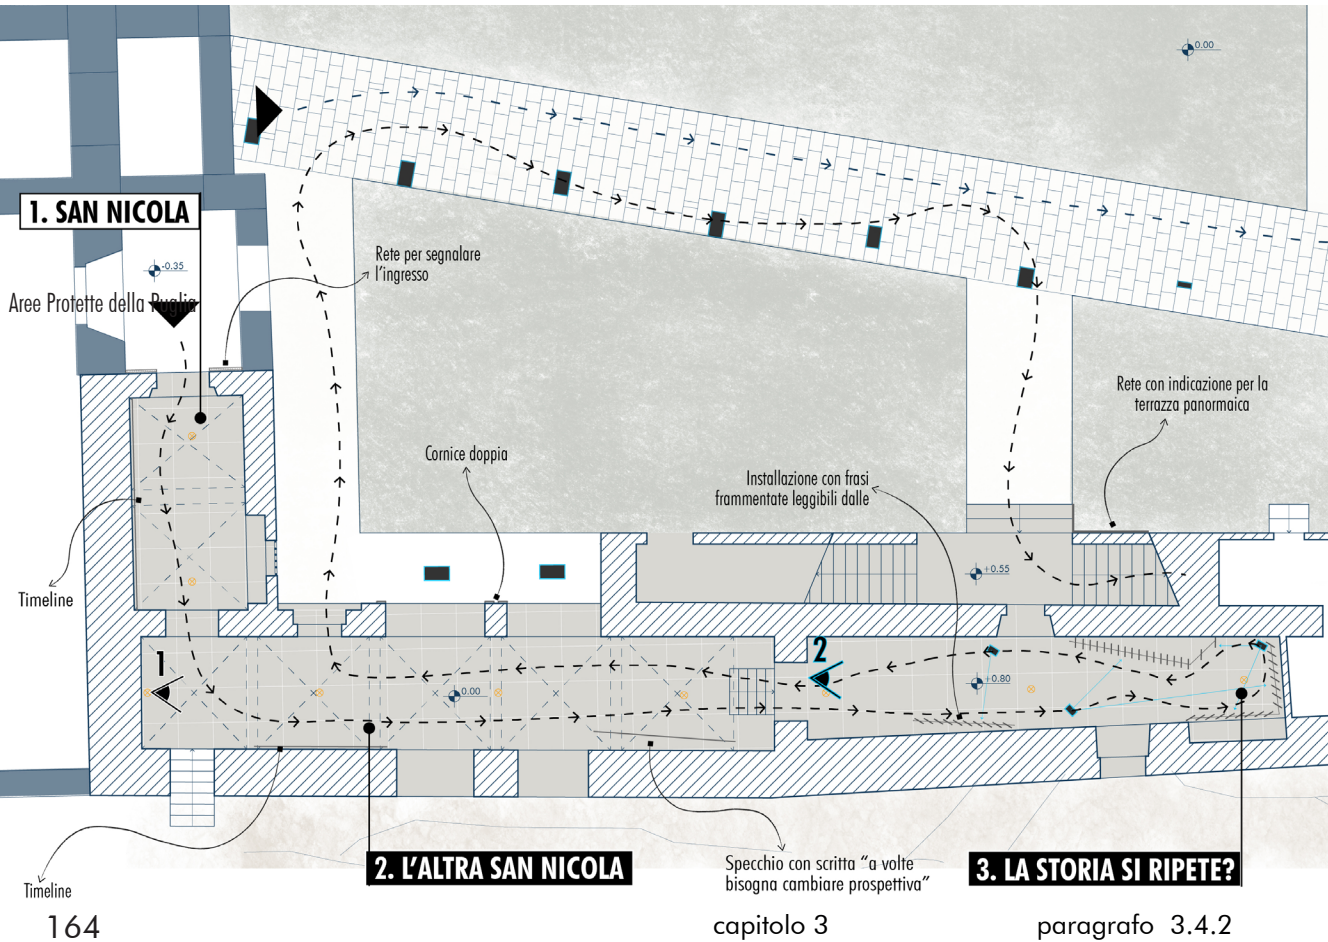 0.00
1. SAN NICOLA
-0.35
Rete per segnalare
l'ingresso
Aree Protette della Puglia
Rete con indicazione per la
terrazza panormaica
Cornice doppia
Installazione con frasi
frammentate leggibili dalle
Timeline
+0.55
1
2
0.00
+0.80
Timeline
2. L'ALTRA SAN NICOLA
Specchio con scritta "a volte
bisogna cambiare prospettiva"
3. LA STORIA SI RIPETE?
164
capitolo 3
paragrafo 3.4.2